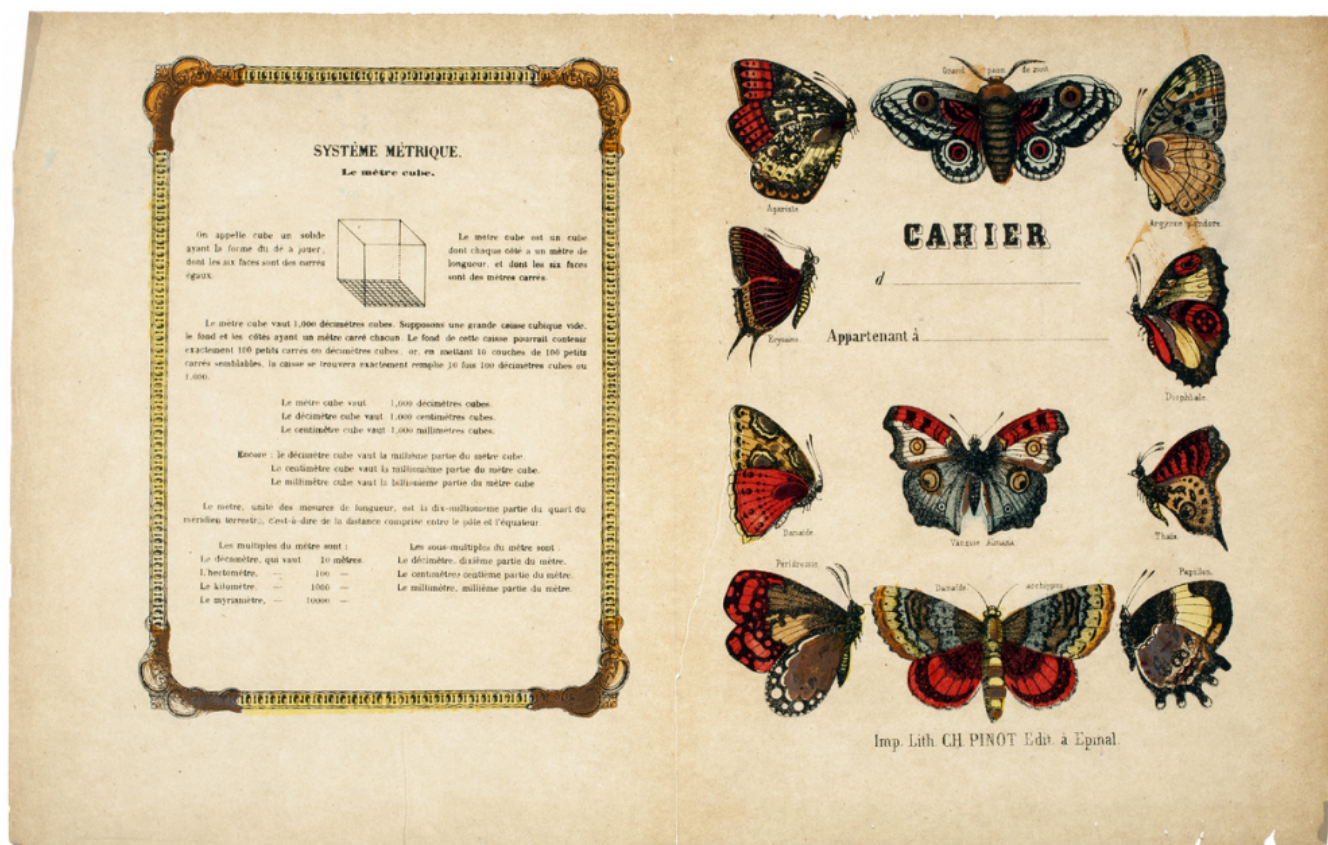 SYSTÈME MÉTRIQUE.
Le mètre cube.
On appelle cube un solide
ayant la forme du dé à jouer,
dont les six faces sont des carrés
égaux.
Le mètre cube est un cube
dont chaque côté a un mètre de
longueur, et dont les six faces
sont des mètres carrés.
Le mètre cube vaut 1,000 décimètres cubes. Supposons une grande caisse cubique vide,
le fond et les côtés ayant un mètre carré chacun. Le fond de cette caisse pourrait contenir
exactement 100 petits carrés ou décimètres cubes, or, en mettant 10 couches de 100 petits
carrés semblables, la caisse se trouvera exactement remplie 10 fois 100 décimètres cubes ou
1,000.
Le mètre cube vaut 1,000 décimètres cubes.
Le décimètre cube vaut 1,000 centimètres cubes.
Le centimètre cube vaut 1,000 millimètres cubes.
Encore : le décimètre cube vaut la millième partie du mètre cube
Le centimètre cube vaut la millionième partie du mètre cube.
Le millimètre cube vaut la billionième partie du mètre cube
Le mètre, unité des mesures de longueur, est la dix-millionième partie du quart du
méridien terrestre, c'est-à-dire de la distance comprise entre le pôle et l'équateur
Les multiples du mètre sont :
Le décamètre, qui vaut 10 mètres
L'hectomètre, — 100 —
Le kilomètre, — 1000 —
Le myriamètre, — 10000 —
Les sous-multiples du mètre sont :
Le décimètre, dixième partie du mètre.
Le centimètre, centième partie du mètre.
Le millimètre, millième partie du mètre.
Grand paon de nuit.
Argynne
CAHIER
d
Appartenant à
Danaïde
Vanesse
Thaïs.
Danaïde archippus
Papillon.
Imp. Lith. CH. PINOT Edit. à Epinal.